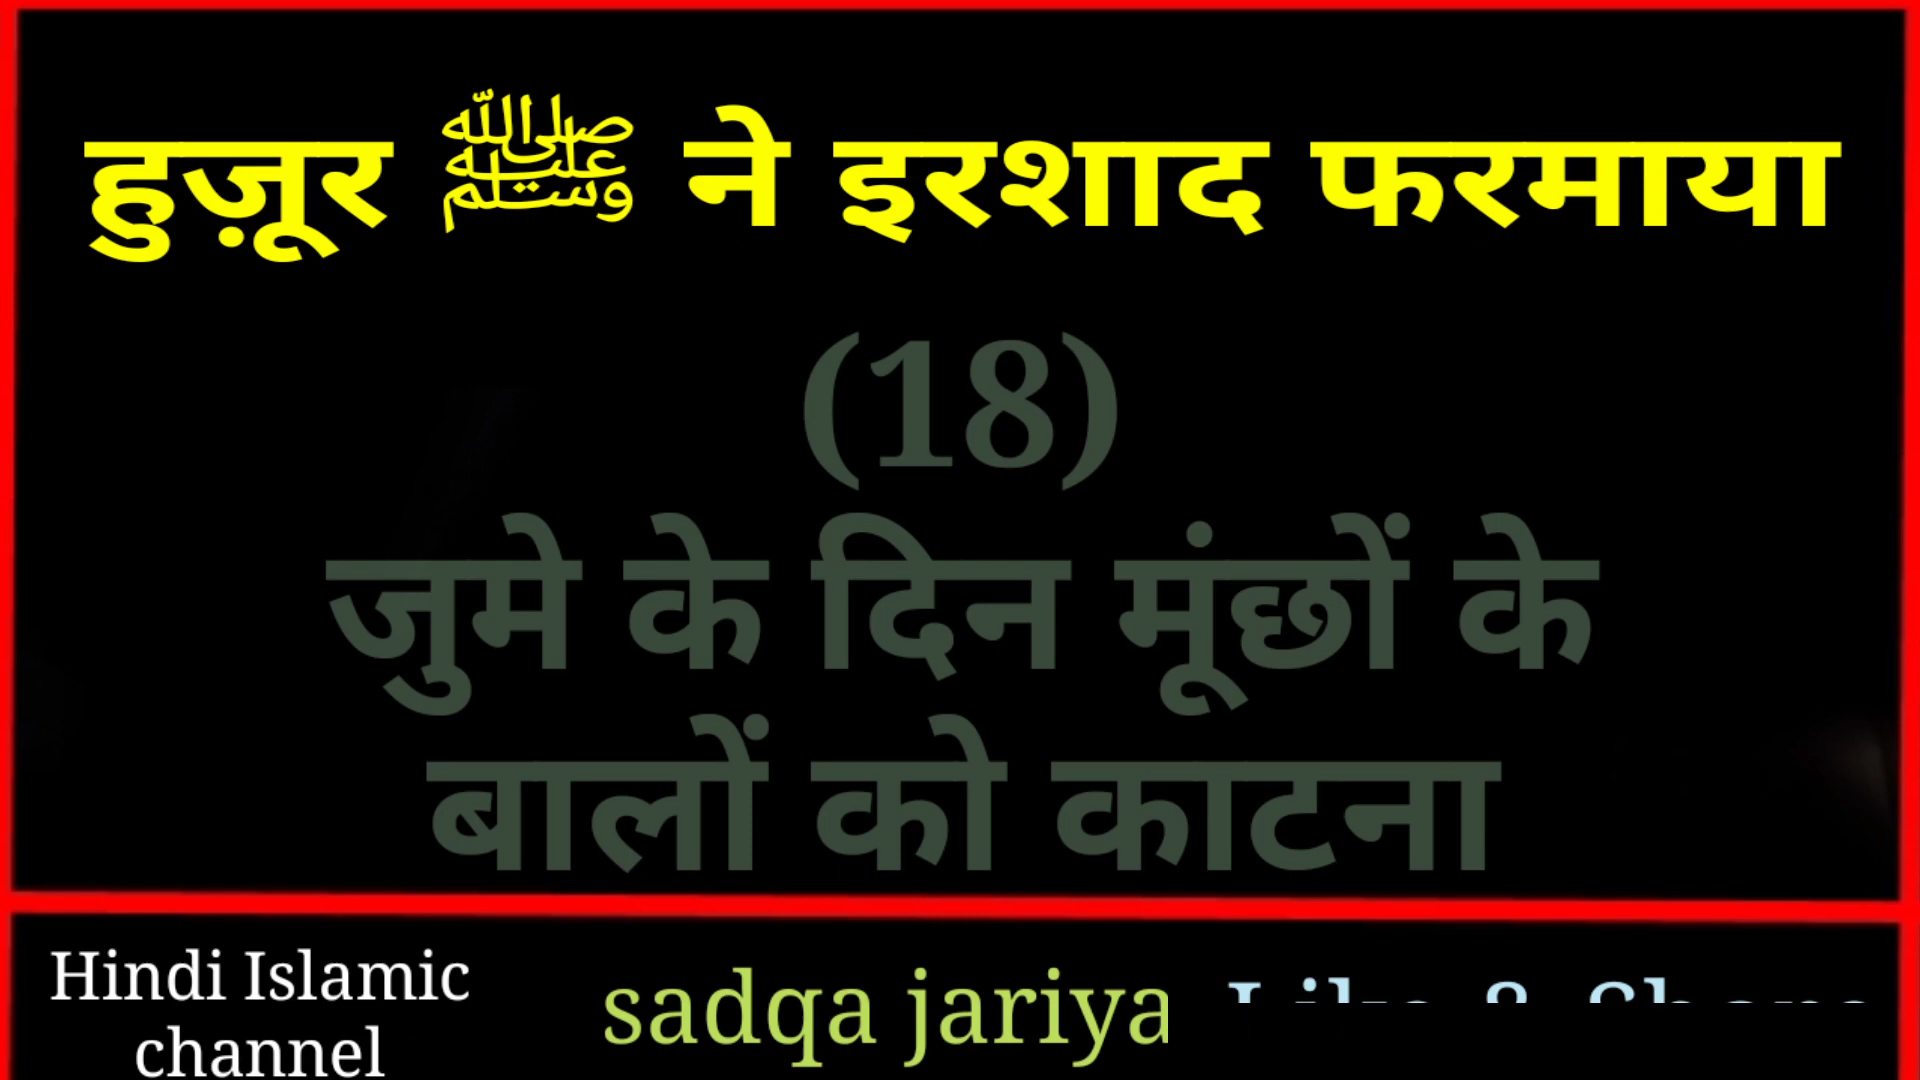 हुज़ूर ﷺ ने इरशाद फरमाया
(18)
जुमे के दिन मूंछों के
बालों को काटना
Hindi Islamic
channel
sadqa jariya